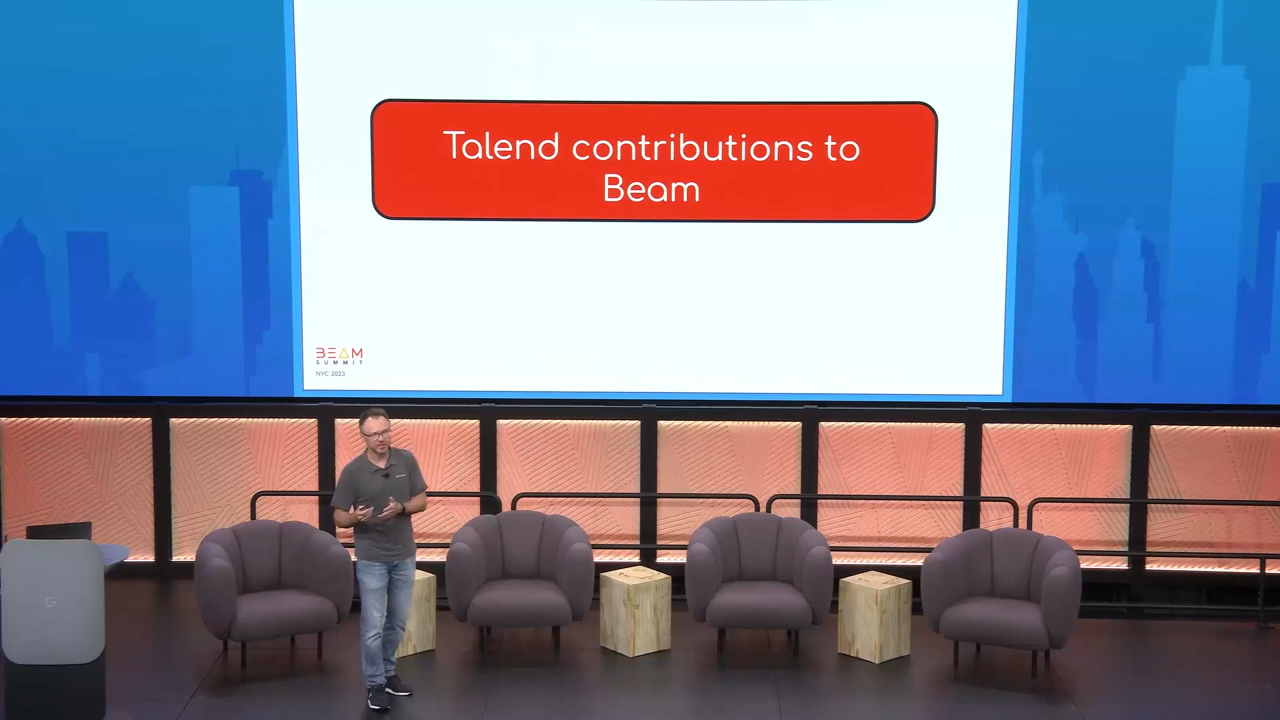 Talend contributions to
Beam
BEAM
SUMMIT
NYC 2023
G